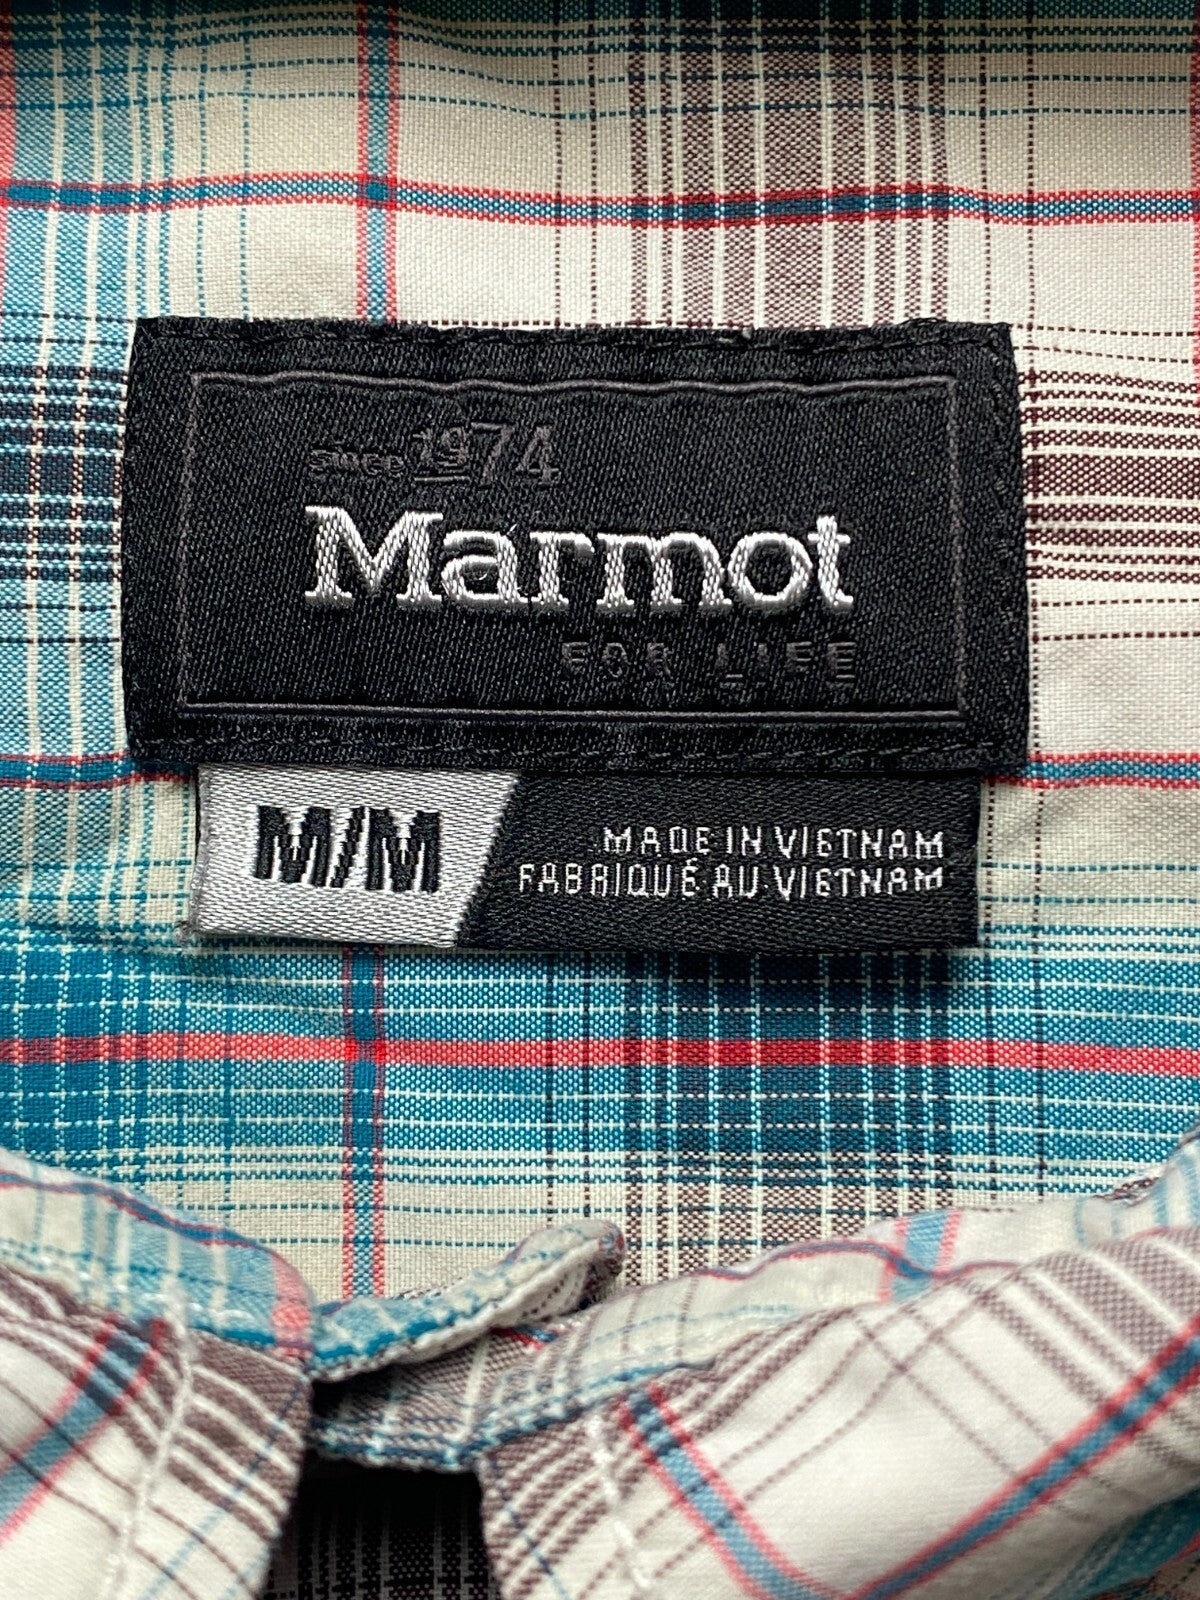 since 1974
Marmot
FOR LIFE
M/M
MADE IN VIETNAM
FABRIQUÉ AU VIETNAM